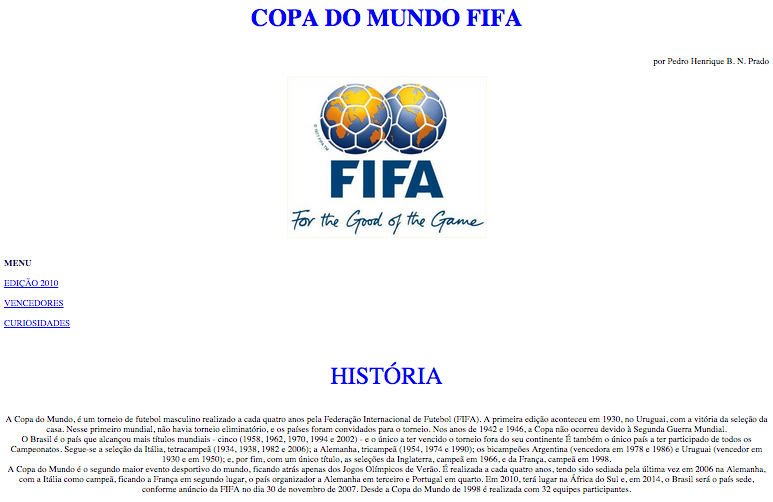 COPA DO MUNDO FIFA
por Pedro Henrique B. N. Prado
FIFA
For the Good of the Game
MENU
EDIÇÃO 2010
VENCEDORES
CURIOSIDADES
HISTÓRIA
A Copa do Mundo, é um torneio de futebol masculino realizado a cada quatro anos pela Federação Internacional de Futebol (FIFA). A primeira edição aconteceu em 1930, no Uruguai, com a vitória da seleção da
casa. Nesse primeiro mundial, não havia torneio eliminatório, e os países foram convidados para o torneio. Nos anos de 1942 e 1946, a Copa não ocorreu devido à Segunda Guerra Mundial.
O Brasil é o país que alcançou mais títulos mundiais - cinco (1958, 1962, 1970, 1994 e 2002) - e o único a ter vencido o torneio fora do seu continente É também o único país a ter participado de todos os
Campeonatos. Segue-se a seleção da Itália, tetracampeã (1934, 1938, 1982 e 2006); a Alemanha, tricampeã (1954, 1974 e 1990); os bicampeões Argentina (vencedora em 1978 e 1986) e Uruguai (vencedor em
1930 e em 1950); e, por fim, com um único título, as seleções da Inglaterra, campeã em 1966, e da França, campeã em 1998.
A Copa do Mundo é o segundo maior evento desportivo do mundo, ficando atrás apenas dos Jogos Olímpicos de Verão. É realizada a cada quatro anos, tendo sido sediada pela última vez em 2006 na Alemanha,
com a Itália como campeã, ficando a França em segundo lugar, o país organizador a Alemanha em terceiro e Portugal em quarto. Em 2010, terá lugar na África do Sul e, em 2014, o Brasil será o país sede,
conforme anúncio da FIFA no dia 30 de novembro de 2007. Desde a Copa do Mundo de 1998 é realizada com 32 equipes participantes.